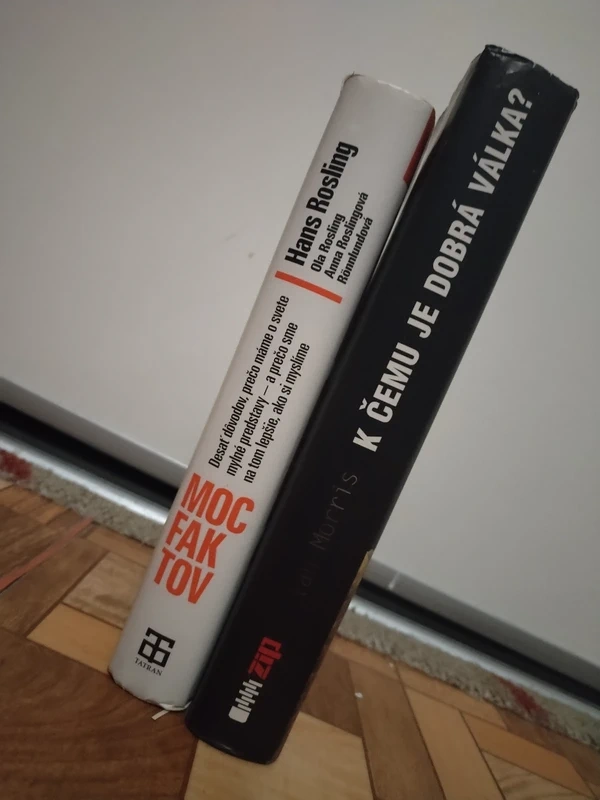 MOC
FAK
TOV
Desať dôvodov, prečo máme o svete
mylné predstavy – a prečo sme
na tom lepšie, ako si myslíme
Hans Rosling
Ola Rosling
Anna Roslingová
Rönnlundová
TATRAN
zip
Ian Morris
K ČEMU JE DOBRÁ VÁLKA?